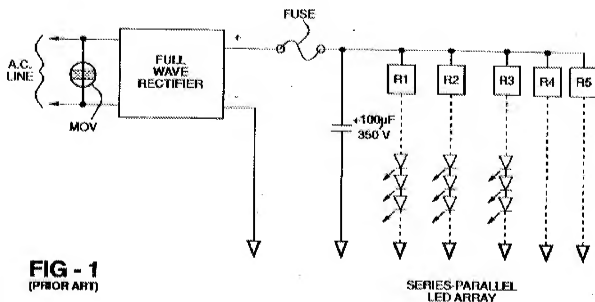 FUSE
A.C.
LINE
MOV
FULL
WAVE
RECTIFIER
+
-
+100µF
350 V
R1
R2
R3
R4
R5
FIG - 1
(PRIOR ART)
SERIES-PARALLEL
LED ARRAY